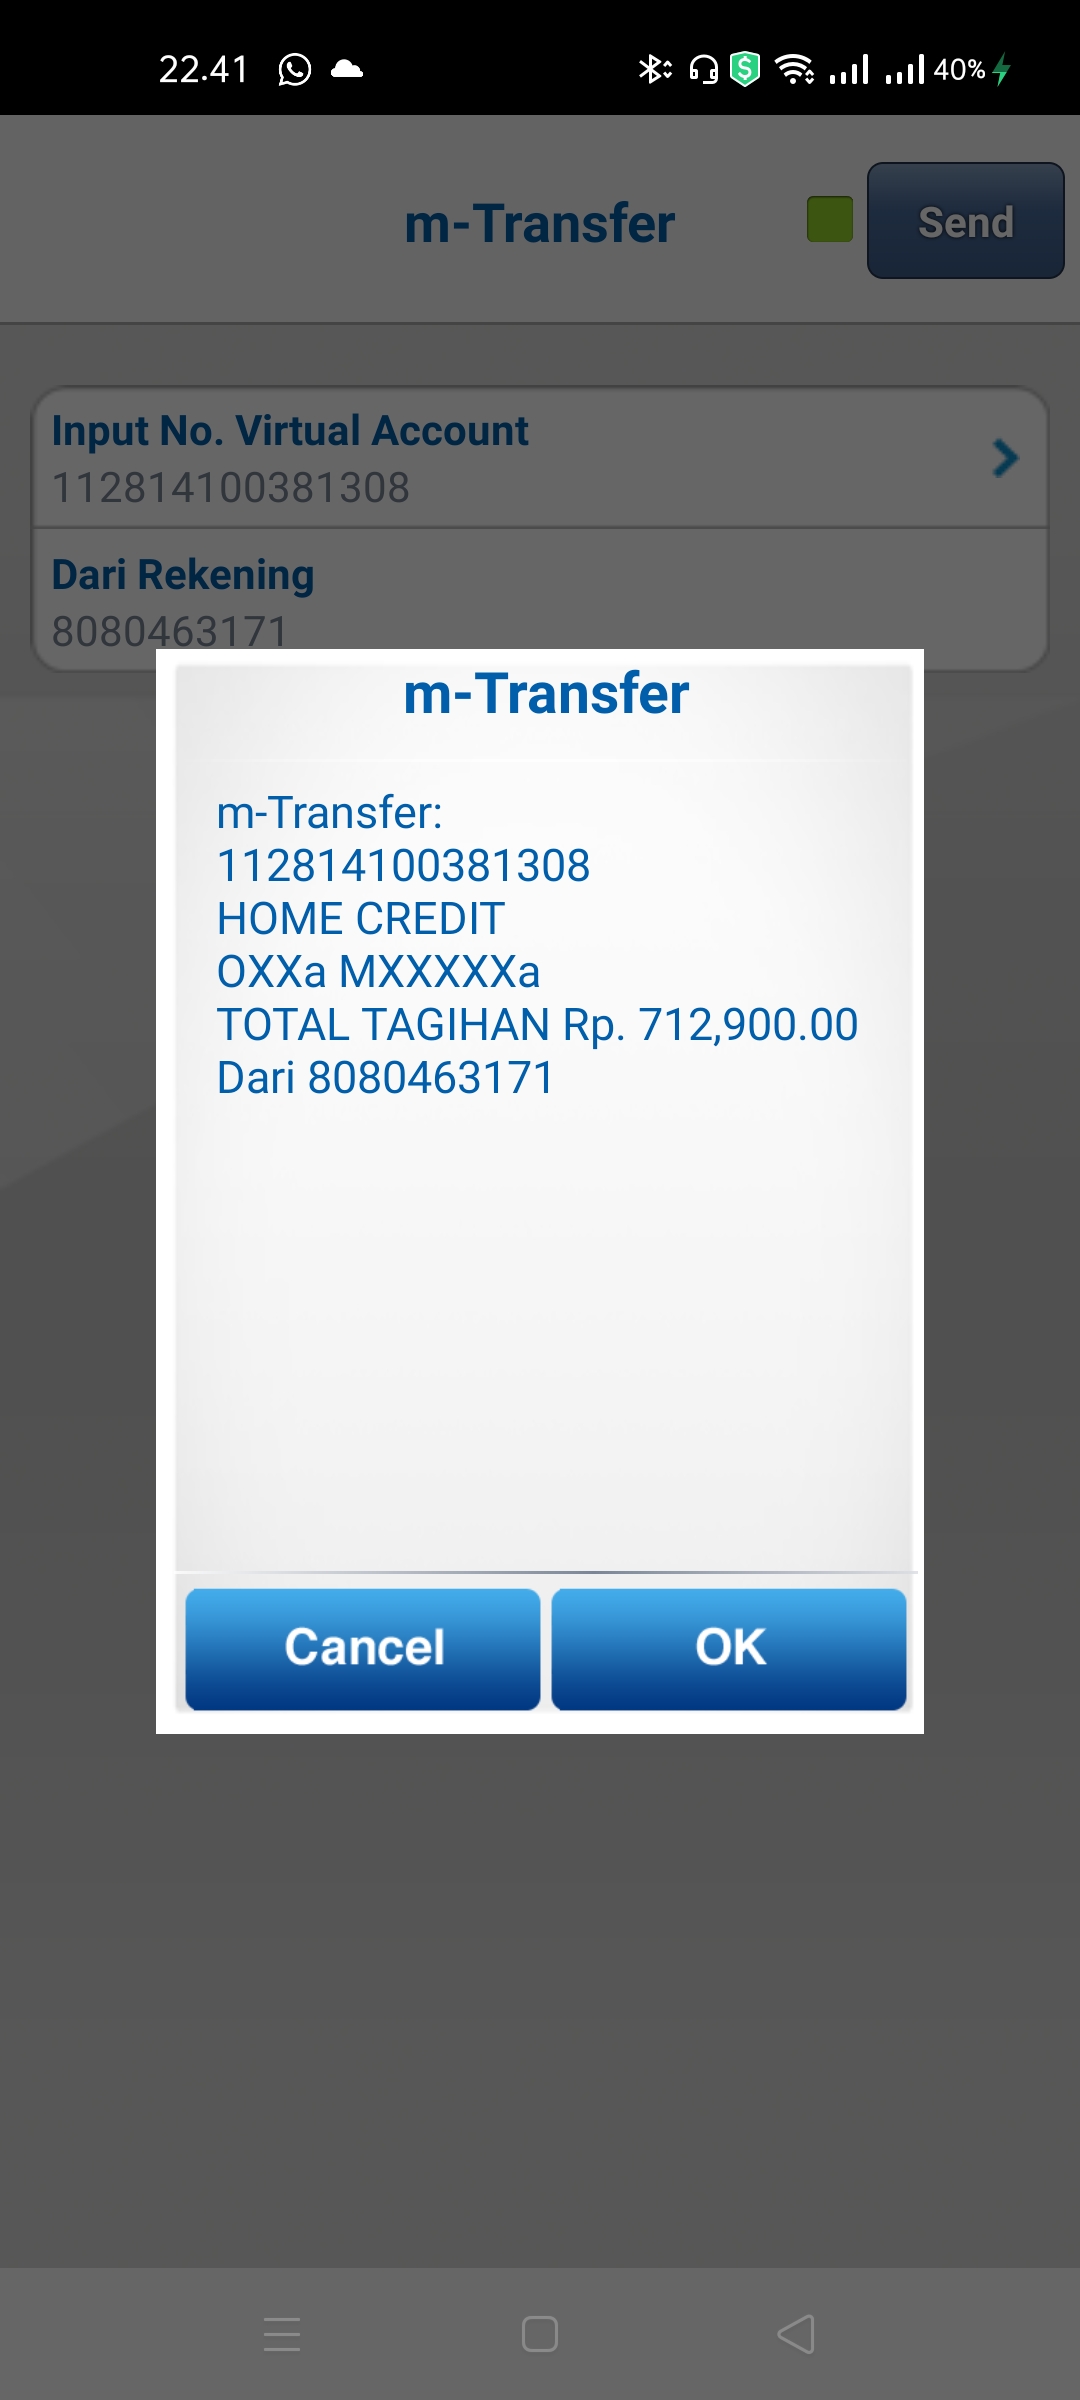 22.41
40%
m-Transfer
Send
Input No. Virtual Account
112814100381308
Dari Rekening
8080463171
m-Transfer
m-Transfer:
112814100381308
HOME CREDIT
OXXa MXXXXXa
TOTAL TAGIHAN Rp. 712,900.00
Dari 8080463171
Cancel
OK